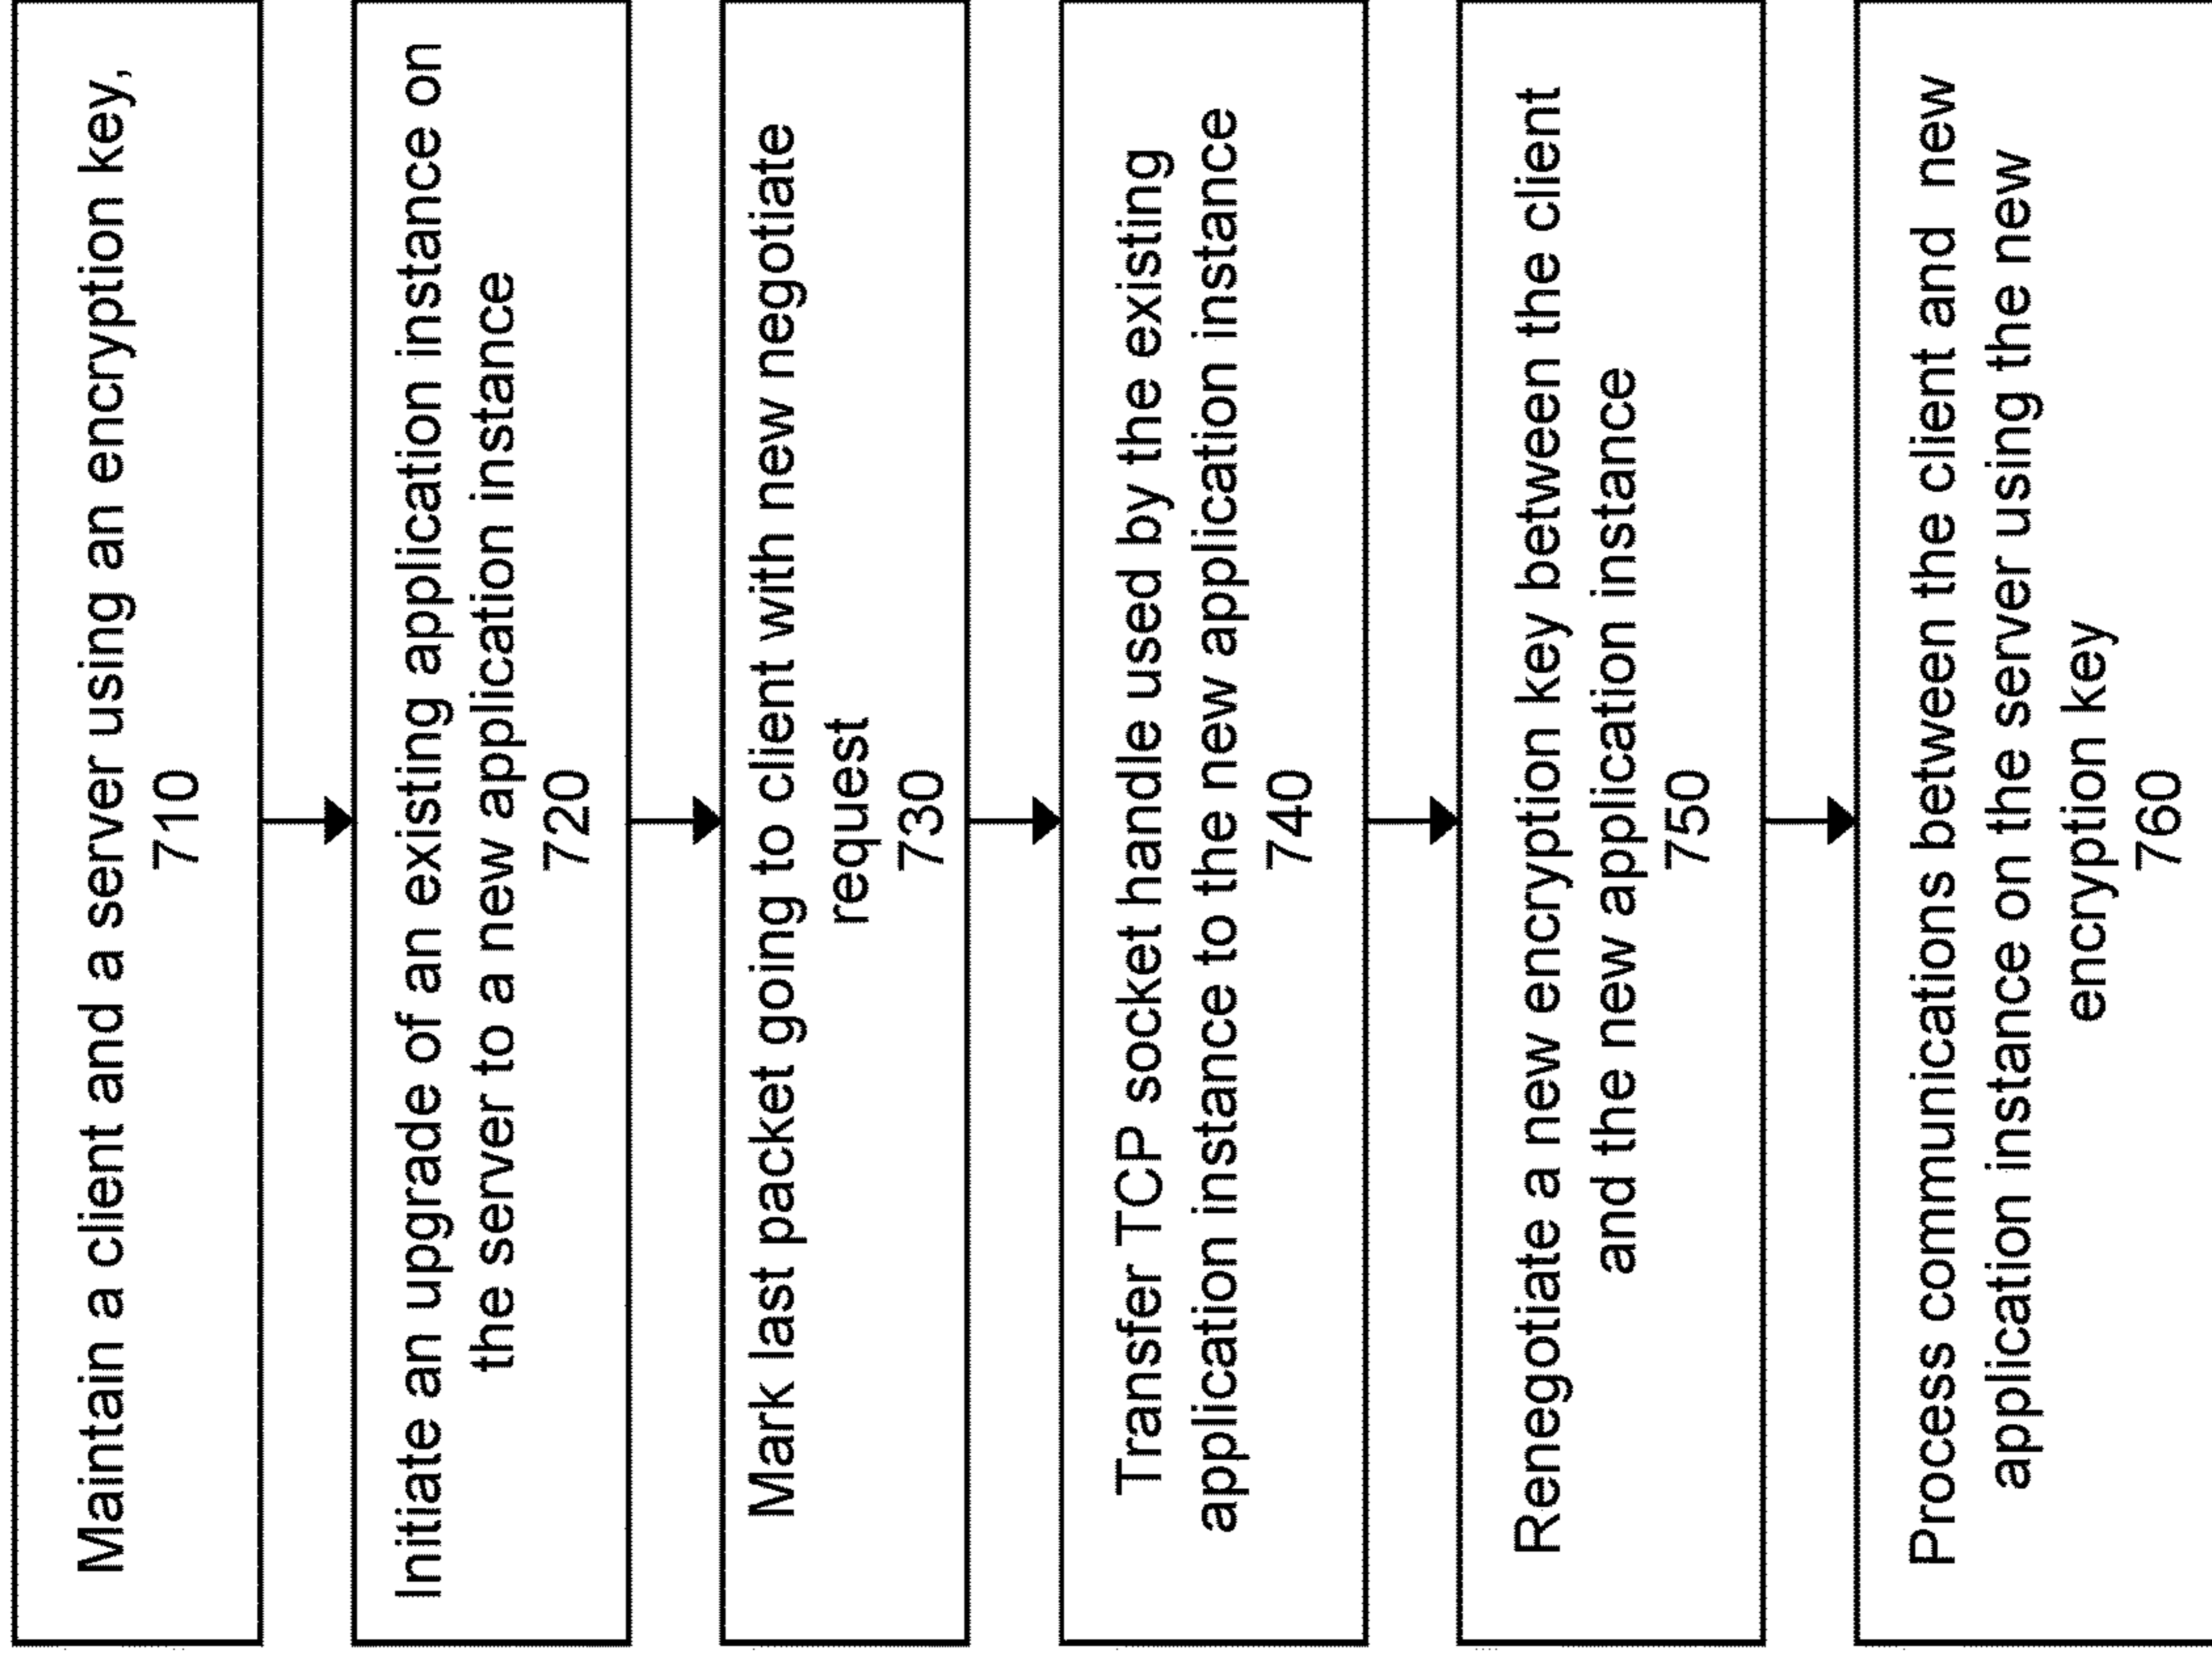 Maintain a client and a server using an encryption key,
710
Initiate an upgrade of an existing application instance on
the server to a new application instance
720
Mark last packet going to client with new negotiate
request
730
Transfer TCP socket handle used by the existing
application instance to the new application instance
740
Renegotiate a new encryption key between the client
and the new application instance
750
Process communications between the client and new
application instance on the server using the new
encryption key
760